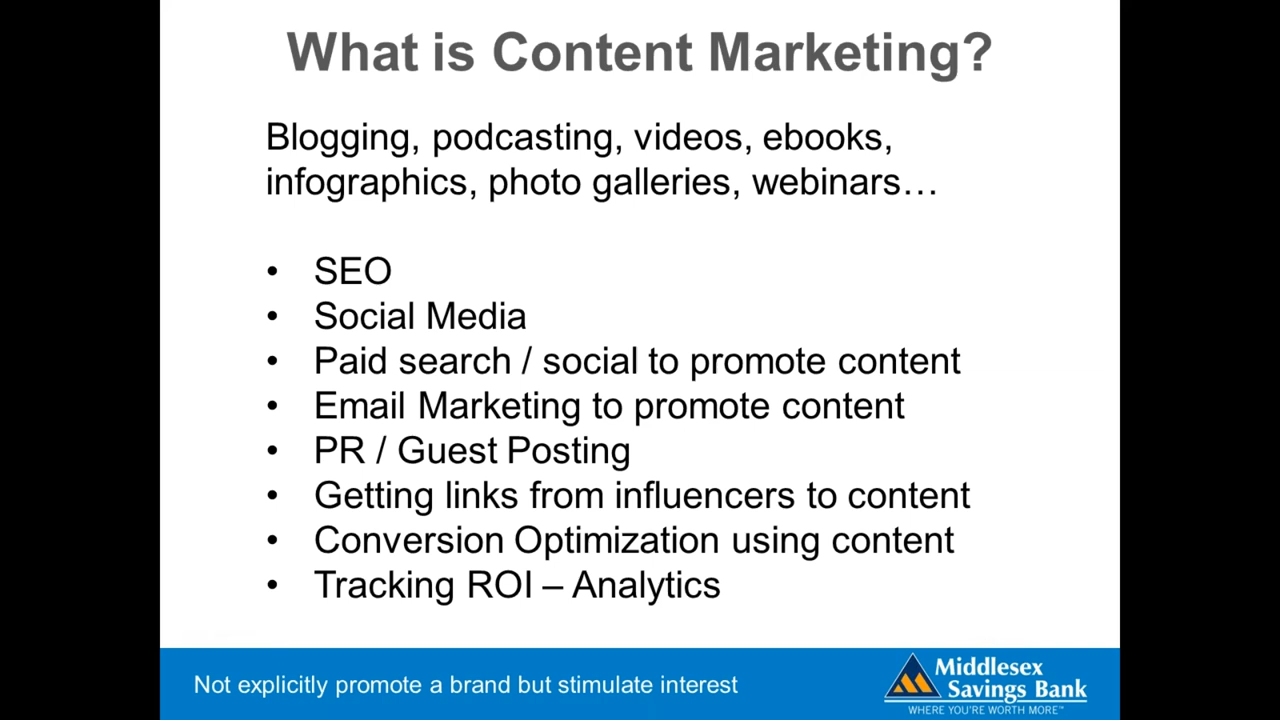 What is Content Marketing?
Blogging, podcasting, videos, ebooks,
infographics, photo galleries, webinars…
• SEO
• Social Media
• Paid search / social to promote content
• Email Marketing to promote content
• PR / Guest Posting
• Getting links from influencers to content
• Conversion Optimization using content
• Tracking ROI – Analytics
Not explicitly promote a brand but stimulate interest
Middlesex
Savings Bank
WHERE YOU'RE WORTH MORE™